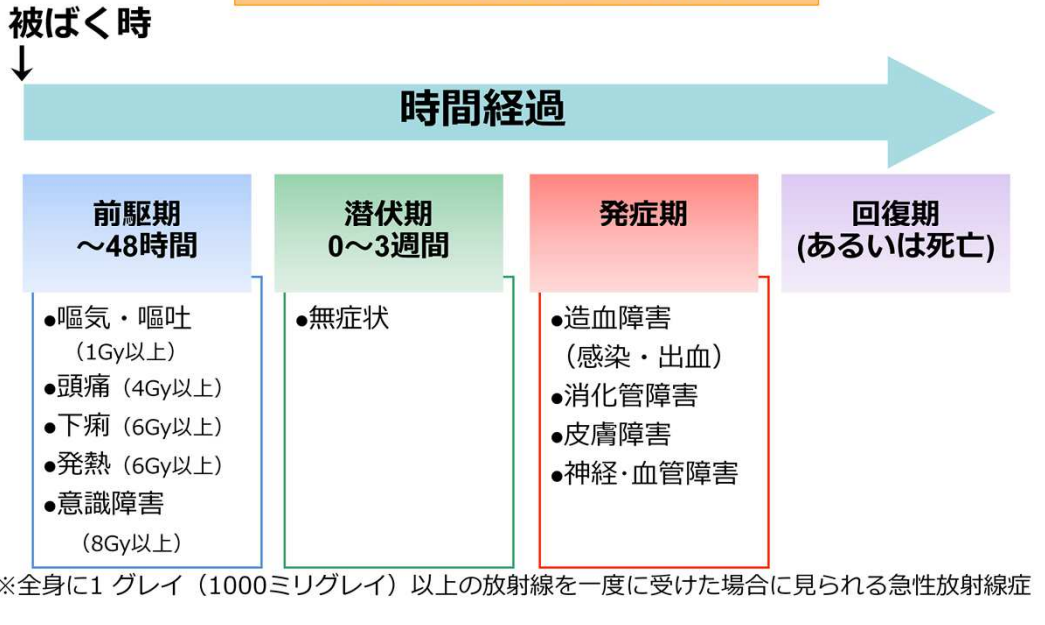 被ばく時
↓
時間経過
前駆期
～48時間
●嘔気・嘔吐
（1Gy以上）
●頭痛（4Gy以上）
●下痢（6Gy以上）
●発熱（6Gy以上）
●意識障害
（8Gy以上）
潜伏期
0～3週間
●無症状
発症期
●造血障害
（感染・出血）
●消化管障害
●皮膚障害
●神経･血管障害
回復期
(あるいは死亡)
※全身に1 グレイ（1000ミリグレイ）以上の放射線を一度に受けた場合に見られる急性放射線症